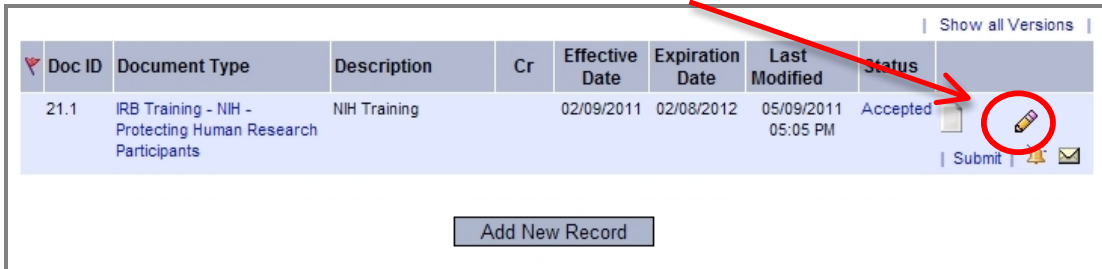 | Show all Versions |
Doc ID Document Type Description Cr Effective Date Expiration Date Last Modified Status
21.1 IRB Training - NIH - NIH Training 02/09/2011 02/08/2012 05/09/2011 Accepted
Protecting Human Research 05:05 PM
Participants
| Submit |
Add New Record